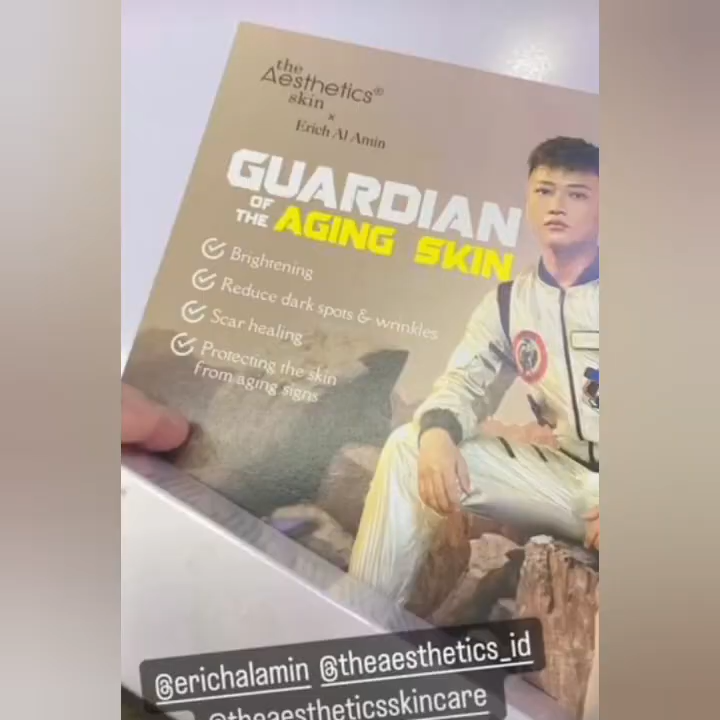 the
Aesthetics®
skin
×
Erich Al Amin
GUARDIAN
OF
THE AGING SKIN
Brightening
Reduce dark spots & wrinkles
Scar healing
Protecting the skin
from aging signs
@erichalamin @theaesthetics_id
@theaestheticsskincare